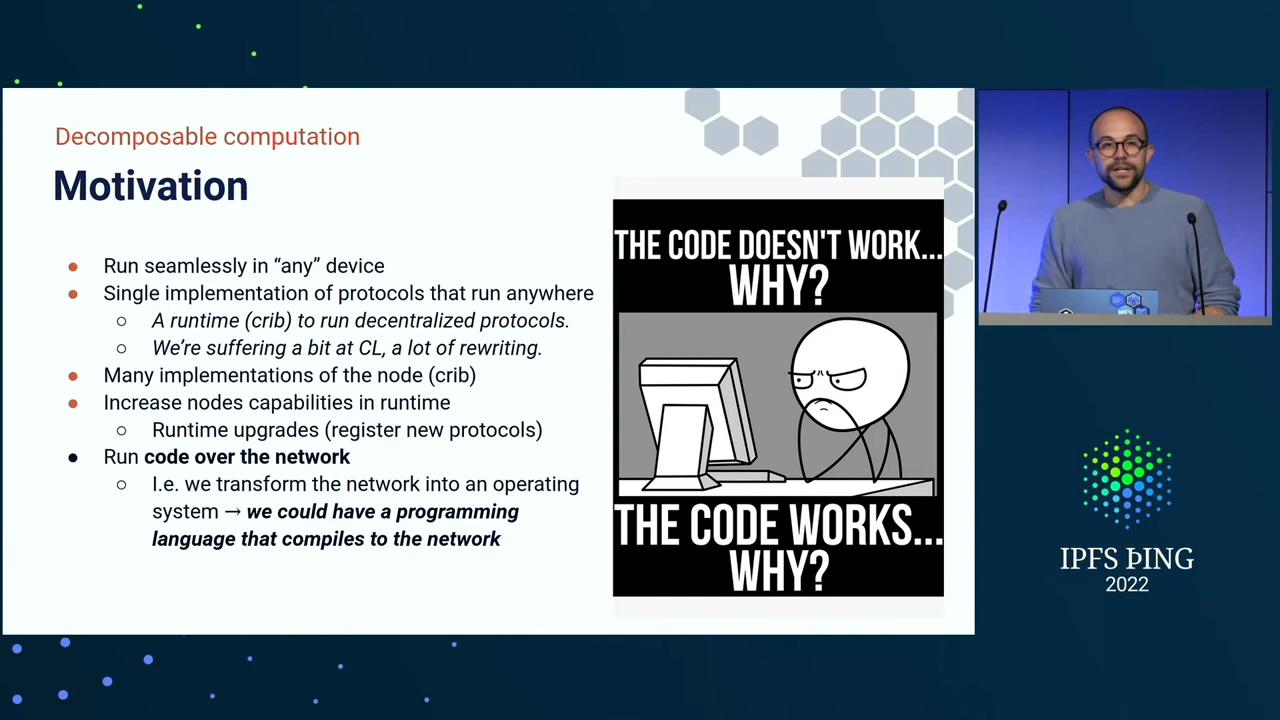 Decomposable computation
Motivation
Run seamlessly in “any” device
Single implementation of protocols that run anywhere
A runtime (crib) to run decentralized protocols.
We’re suffering a bit at CL, a lot of rewriting.
Many implementations of the node (crib)
Increase nodes capabilities in runtime
Runtime upgrades (register new protocols)
Run code over the network
I.e. we transform the network into an operating
system → we could have a programming
language that compiles to the network
THE CODE DOESN'T WORK...
WHY?
THE CODE WORKS...
WHY?
IPFS ÞING
2022